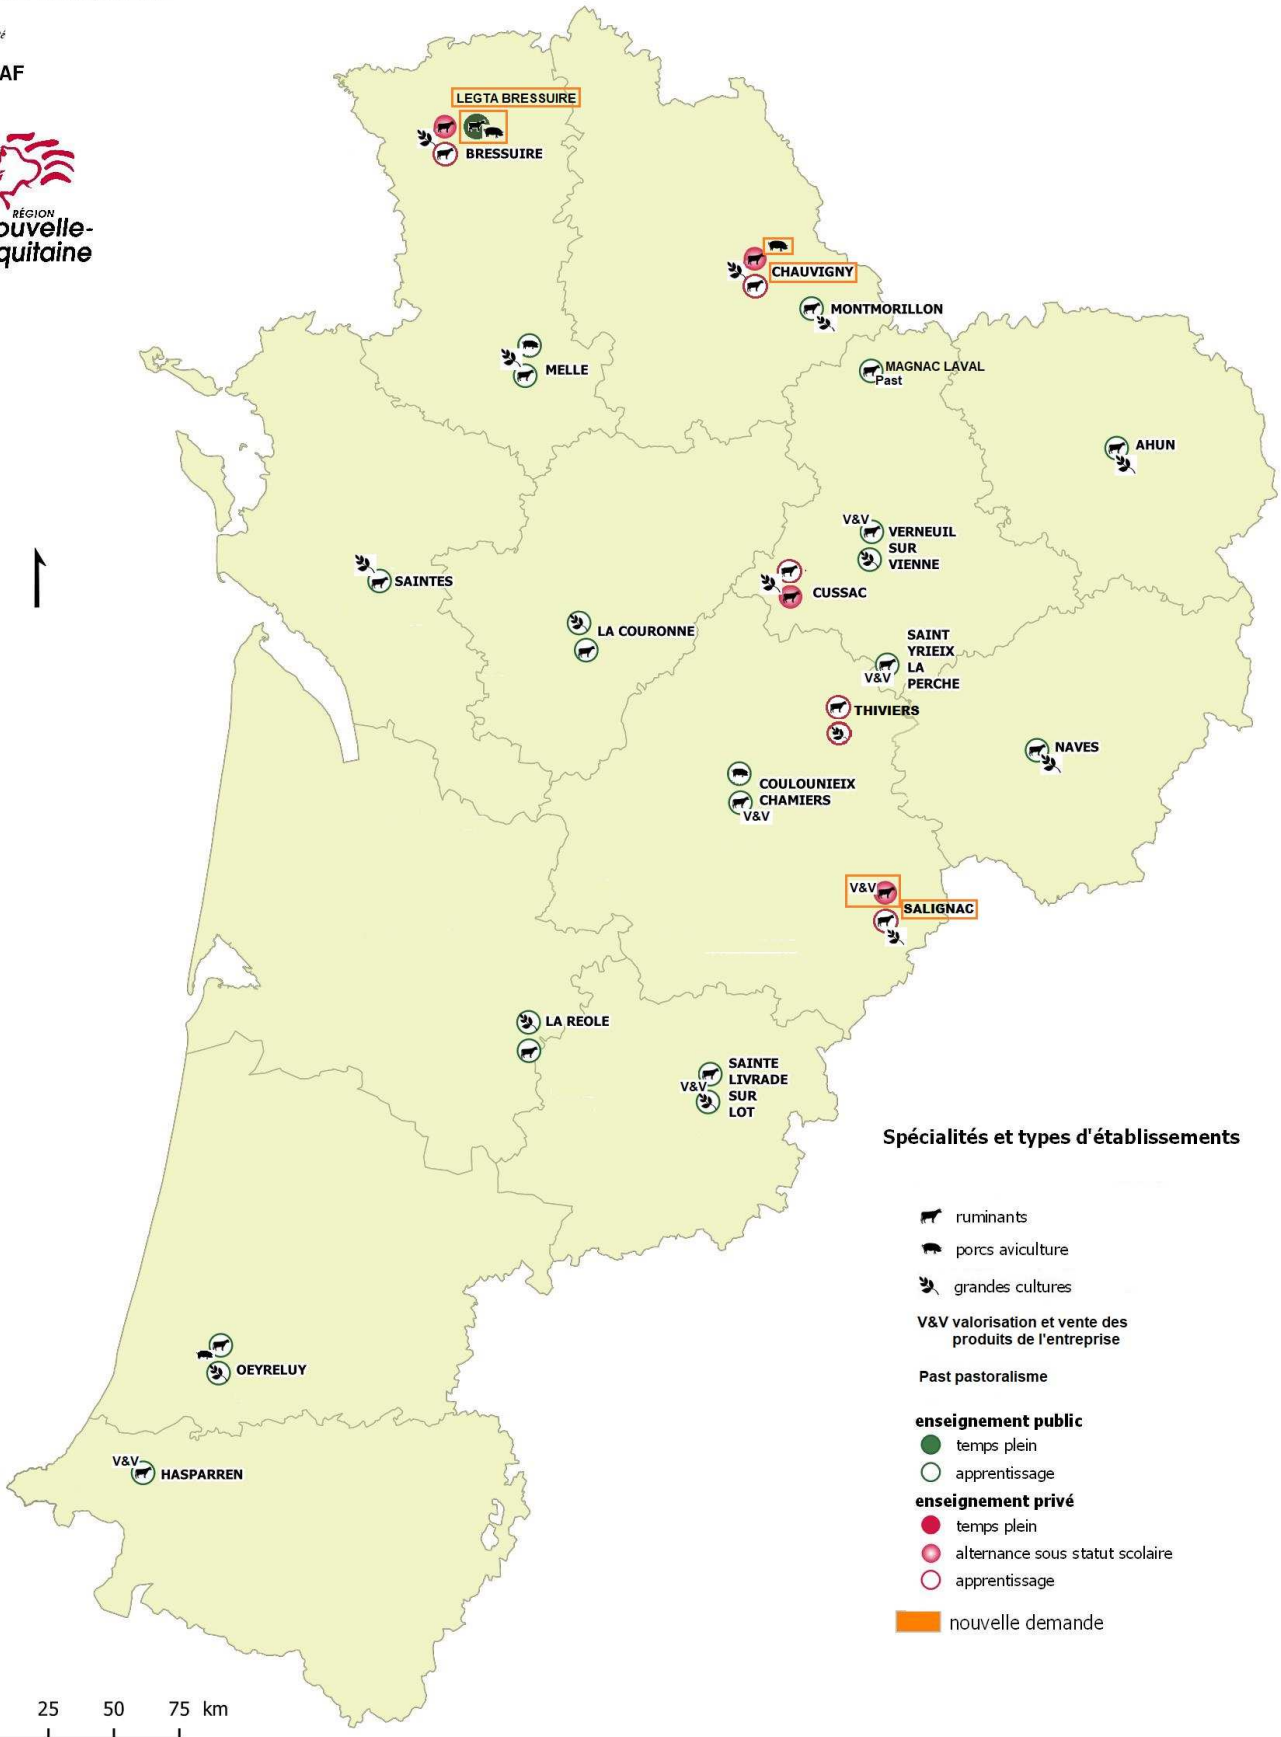 té
AF
RÉGION
ouvelle-
quitaine
LEGTA BRESSUIRE
BRESSUIRE
CHAUVIGNY
MONTMORILLON
MELLE
MAGNAC LAVAL
Past
AHUN
V&V
VERNEUIL
SUR
VIENNE
SAINTES
CUSSAC
LA COURONNE
SAINT
YRIEIX
LA
PERCHE
V&V
THIVIERS
NAVES
COULOUNIEIX
CHAMIERS
V&V
V&V
SALIGNAC
LA REOLE
SAINTE
LIVRADE
SUR
LOT
V&V
OEYRELUY
V&V
HASPARREN
Spécialités et types d'établissements
ruminants
porcs aviculture
grandes cultures
V&V valorisation et vente des
produits de l'entreprise
Past pastoralisme
enseignement public
temps plein
apprentissage
enseignement privé
temps plein
alternance sous statut scolaire
apprentissage
nouvelle demande
25 50 75 km